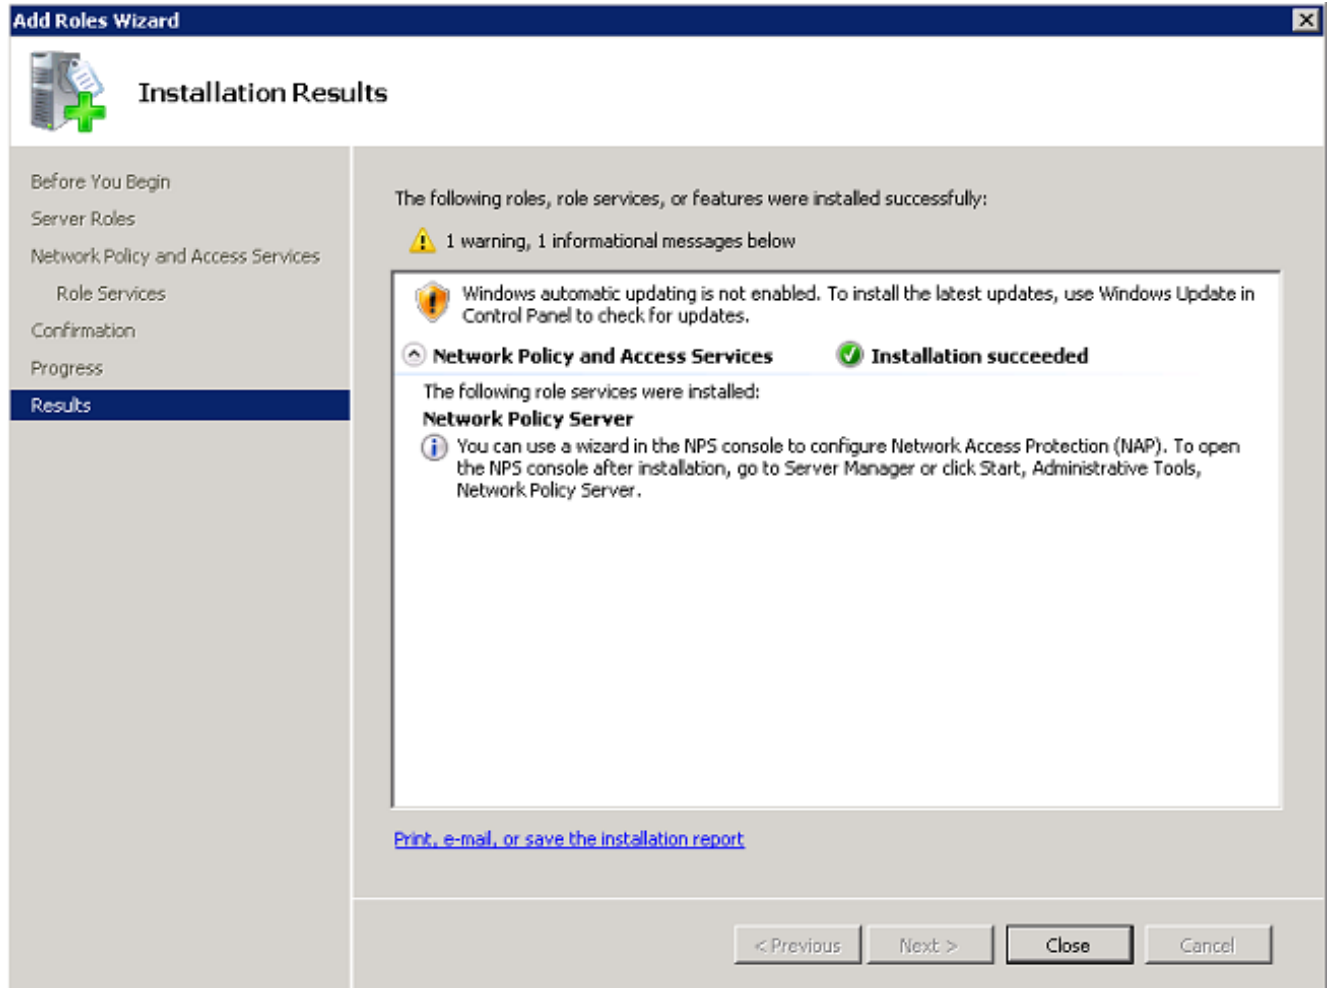 Add Roles Wizard
Installation Results
Before You Begin
Server Roles
Network Policy and Access Services
Role Services
Confirmation
Progress
Results
The following roles, role services, or features were installed successfully:
1 warning, 1 informational messages below
Windows automatic updating is not enabled. To install the latest updates, use Windows Update in
Control Panel to check for updates.
Network Policy and Access Services Installation succeeded
The following role services were installed:
Network Policy Server
You can use a wizard in the NPS console to configure Network Access Protection (NAP). To open
the NPS console after installation, go to Server Manager or click Start, Administrative Tools,
Network Policy Server.
Print, e-mail, or save the installation report
< Previous Next > Close Cancel